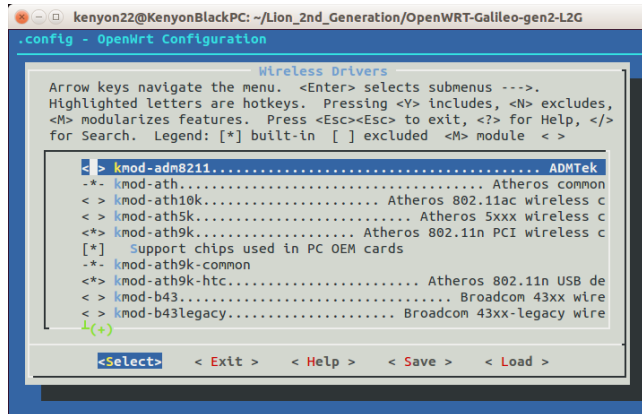 kenyon22@KenyonBlackPC: ~/Lion_2nd_Generation/OpenWRT-Galileo-gen2-L2G
.config - OpenWrt Configuration
Wireless Drivers
Arrow keys navigate the menu.  <Enter> selects submenus --->.
Highlighted letters are hotkeys.  Pressing <Y> includes, <N> excludes,
<M> modularizes features.  Press <Esc><Esc> to exit, <?> for Help, </>
for Search.  Legend: [*] built-in  [ ] excluded  <M> module  < >
< > kmod-adm8211......................................... ADMTek
-*- kmod-ath...................................... Atheros common
< > kmod-ath10k........................ Atheros 802.11ac wireless c
< > kmod-ath5k............................. Atheros 5xxx wireless c
<*> kmod-ath9k...................... Atheros 802.11n PCI wireless c
[*]   Support chips used in PC OEM cards
-*- kmod-ath9k-common
<*> kmod-ath9k-htc......................... Atheros 802.11n USB de
< > kmod-b43................................... Broadcom 43xx wire
< > kmod-b43legacy...................... Broadcom 43xx-legacy wire
(+)
<Select>    < Exit >    < Help >    < Save >    < Load >